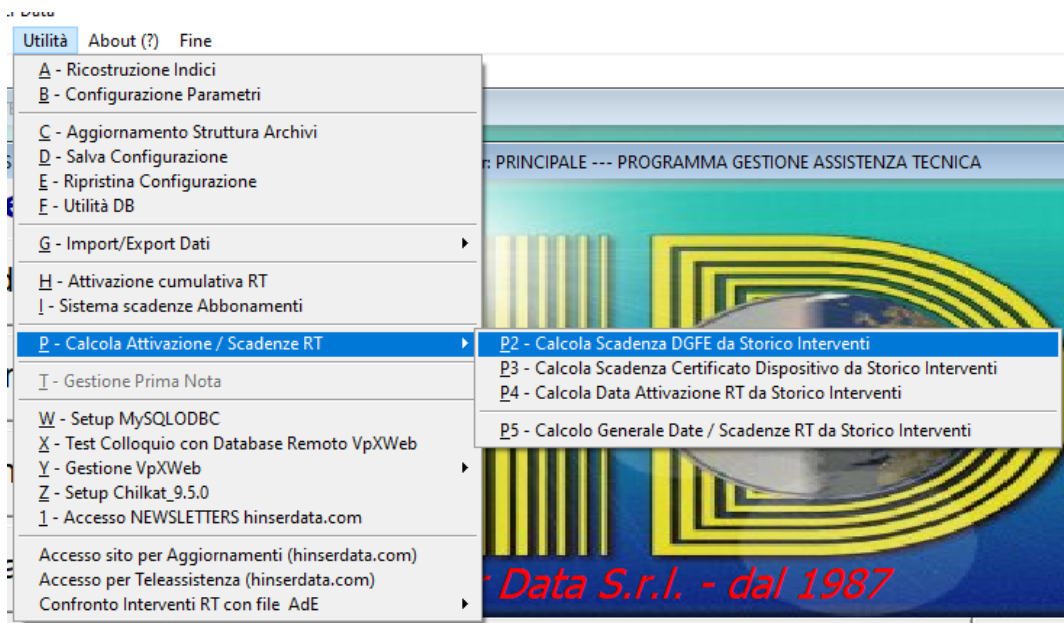 Utilità About (?) Fine
A - Ricostruzione Indici
B - Configurazione Parametri
C - Aggiornamento Struttura Archivi
D - Salva Configurazione
E - Ripristina Configurazione
F - Utilità DB
G - Import/Export Dati
H - Attivazione cumulativa RT
I - Sistema scadenze Abbonamenti
P - Calcola Attivazione / Scadenze RT
T - Gestione Prima Nota
W - Setup MySQLODBC
X - Test Colloquio con Database Remoto VpXWeb
Y - Gestione VpXWeb
Z - Setup Chilkat_9.5.0
1 - Accesso NEWSLETTERS hinserdata.com
Accesso sito per Aggiornamenti (hinserdata.com)
Accesso per Teleassistenza (hinserdata.com)
Confronto Interventi RT con file AdE
: PRINCIPALE --- PROGRAMMA GESTIONE ASSISTENZA TECNICA
P2 - Calcola Scadenza DGFE da Storico Interventi
P3 - Calcola Scadenza Certificato Dispositivo da Storico Interventi
P4 - Calcola Data Attivazione RT da Storico Interventi
P5 - Calcolo Generale Date / Scadenze RT da Storico Interventi
r Data S.r.l. - dal 1987